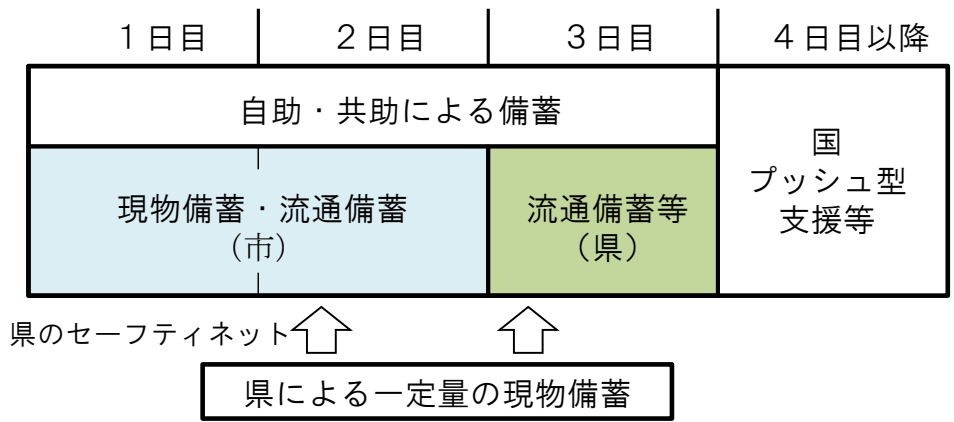 １日目 ２日目 ３日目 ４日目以降
自助・共助による備蓄
現物備蓄・流通備蓄
（市）
流通備蓄等
（県）
国
プッシュ型
支援等
県のセーフティネット
県による一定量の現物備蓄